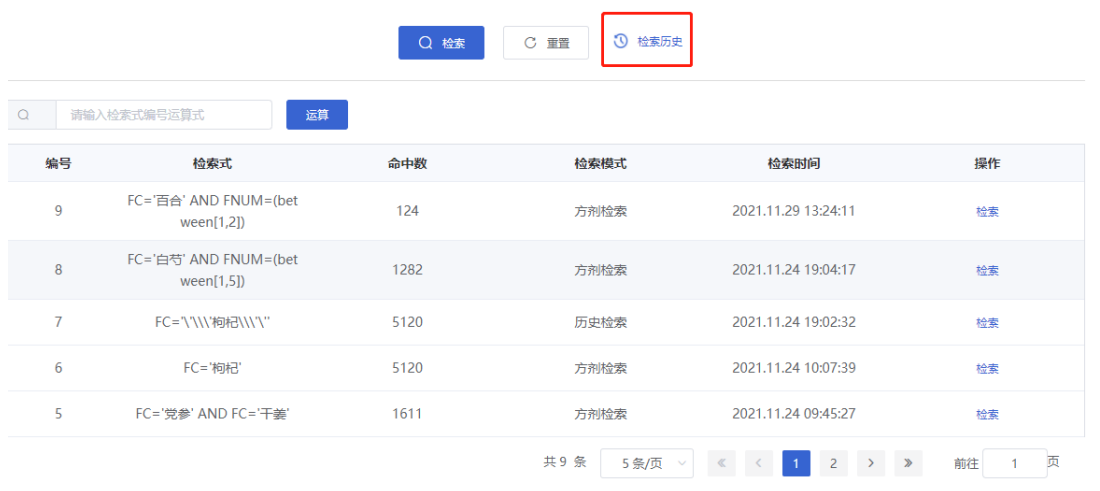 检索 重置 检索历史
请输入检索式编号运算式 运算
编号 检索式 命中数 检索模式 检索时间 操作
9 FC='百合' AND FNUM=(bet
ween[1,2]) 124 方剂检索 2021.11.29 13:24:11 检索
8 FC='白芍' AND FNUM=(bet
ween[1,5]) 1282 方剂检索 2021.11.24 19:04:17 检索
7 FC='\'\\\\'枸杞\\\\'\'' 5120 历史检索 2021.11.24 19:02:32 检索
6 FC='枸杞' 5120 方剂检索 2021.11.24 10:07:39 检索
5 FC='党参' AND FC='干姜' 1611 方剂检索 2021.11.24 09:45:27 检索
共 9 条 5 条/页 « < 1 2 > » 前往 1 页